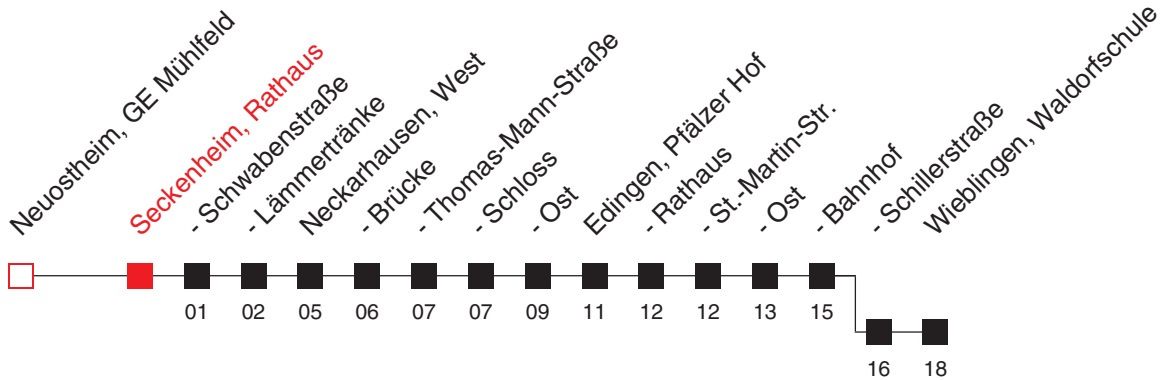 Neuostheim, GE Mühlfeld
Seckenheim, Rathaus
- Schwabenstraße
- Lämmertränke
Neckarhausen, West
- Brücke
- Thomas-Mann-Straße
- Schloss
- Ost
Edingen, Pfälzer Hof
- Rathaus
- St.-Martin-Str.
- Ost
- Bahnhof
- Schillerstraße
Wieblingen, Waldorfschule
01 02 05 06 07 07 09 11 12 12 13 15
16 18